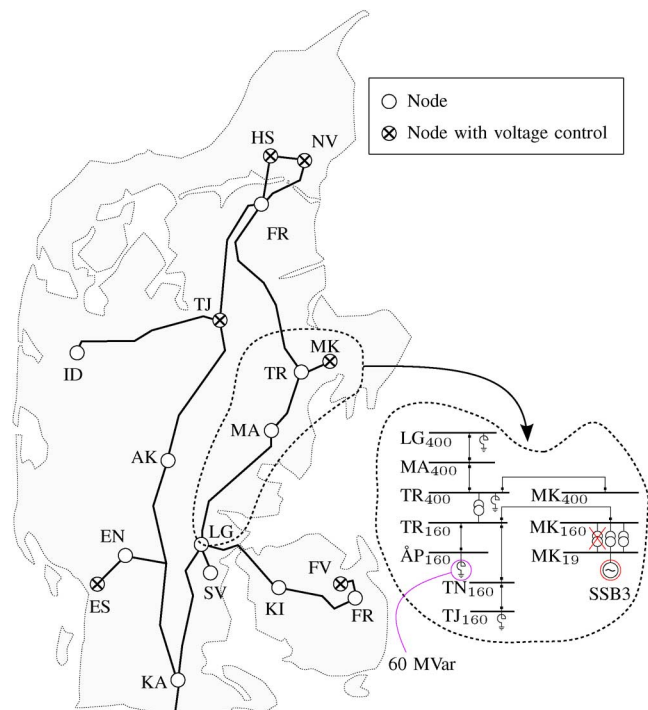 Node
Node with voltage control
HS
NV
FR
TJ
ID
MK
TR
MA
AK
LG
EN
ES
SV
KI
FV
FR
KA
LG400
MA400
TR400
MK400
TR160
MK160
ÅP160
MK19
TN160
SSB3
TJ160
60 MVar